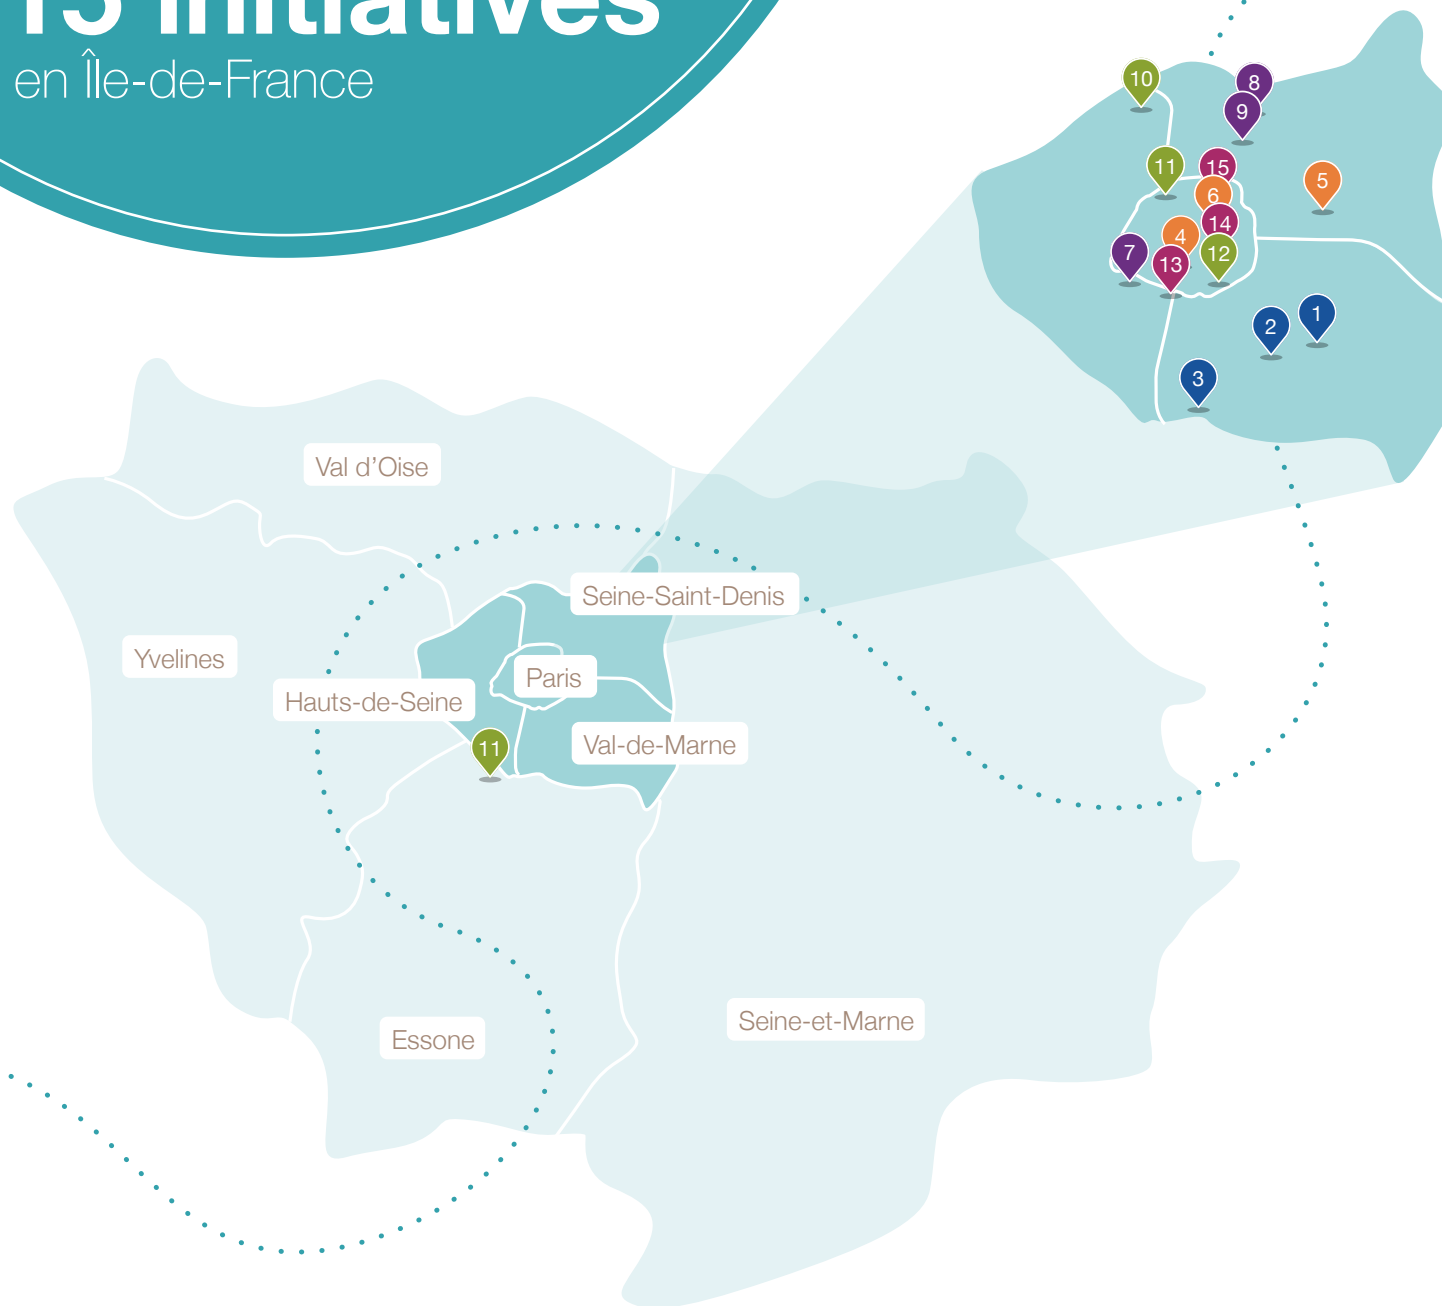 15 initiatives
en Île-de-France
10
8
9
11
15
5
6
14
4
7
12
13
1
2
3
Val d’Oise
Seine-Saint-Denis
Yvelines
Paris
Hauts-de-Seine
Val-de-Marne
11
Seine-et-Marne
Essone